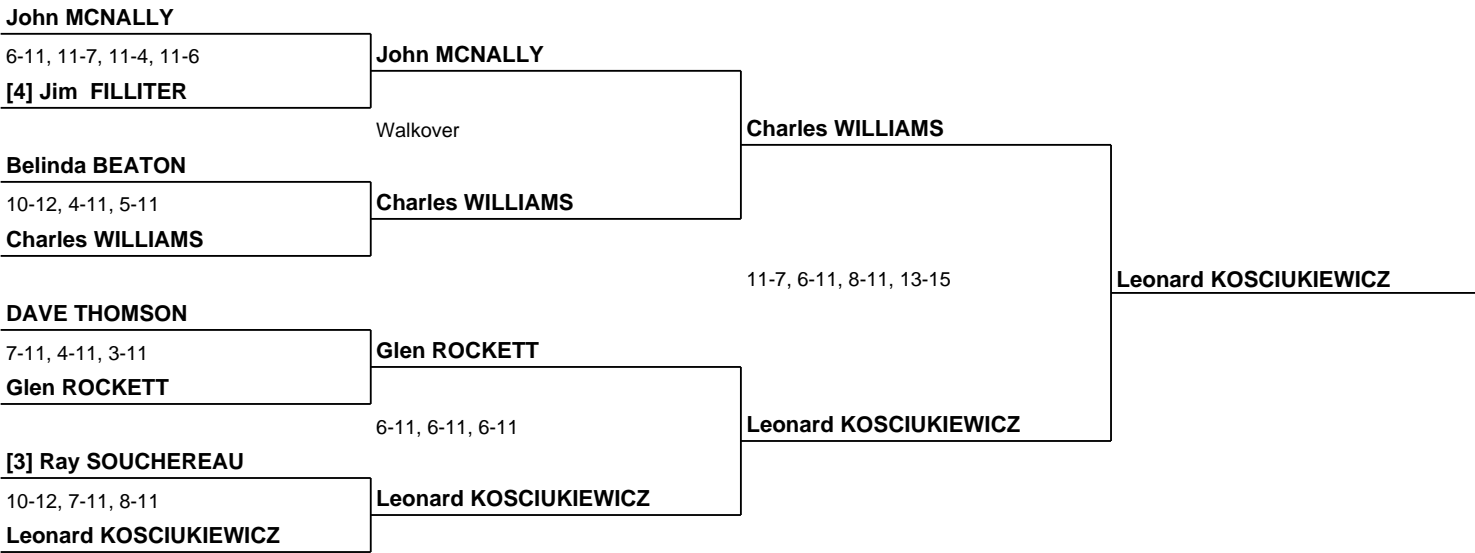 John MCNALLY
6-11, 11-7, 11-4, 11-6
John MCNALLY
[4] Jim  FILLITER
Walkover
Charles WILLIAMS
Belinda BEATON
10-12, 4-11, 5-11
Charles WILLIAMS
Charles WILLIAMS
11-7, 6-11, 8-11, 13-15
Leonard KOSCIUKIEWICZ
DAVE THOMSON
7-11, 4-11, 3-11
Glen ROCKETT
Glen ROCKETT
6-11, 6-11, 6-11
Leonard KOSCIUKIEWICZ
[3] Ray SOUCHEREAU
10-12, 7-11, 8-11
Leonard KOSCIUKIEWICZ
Leonard KOSCIUKIEWICZ